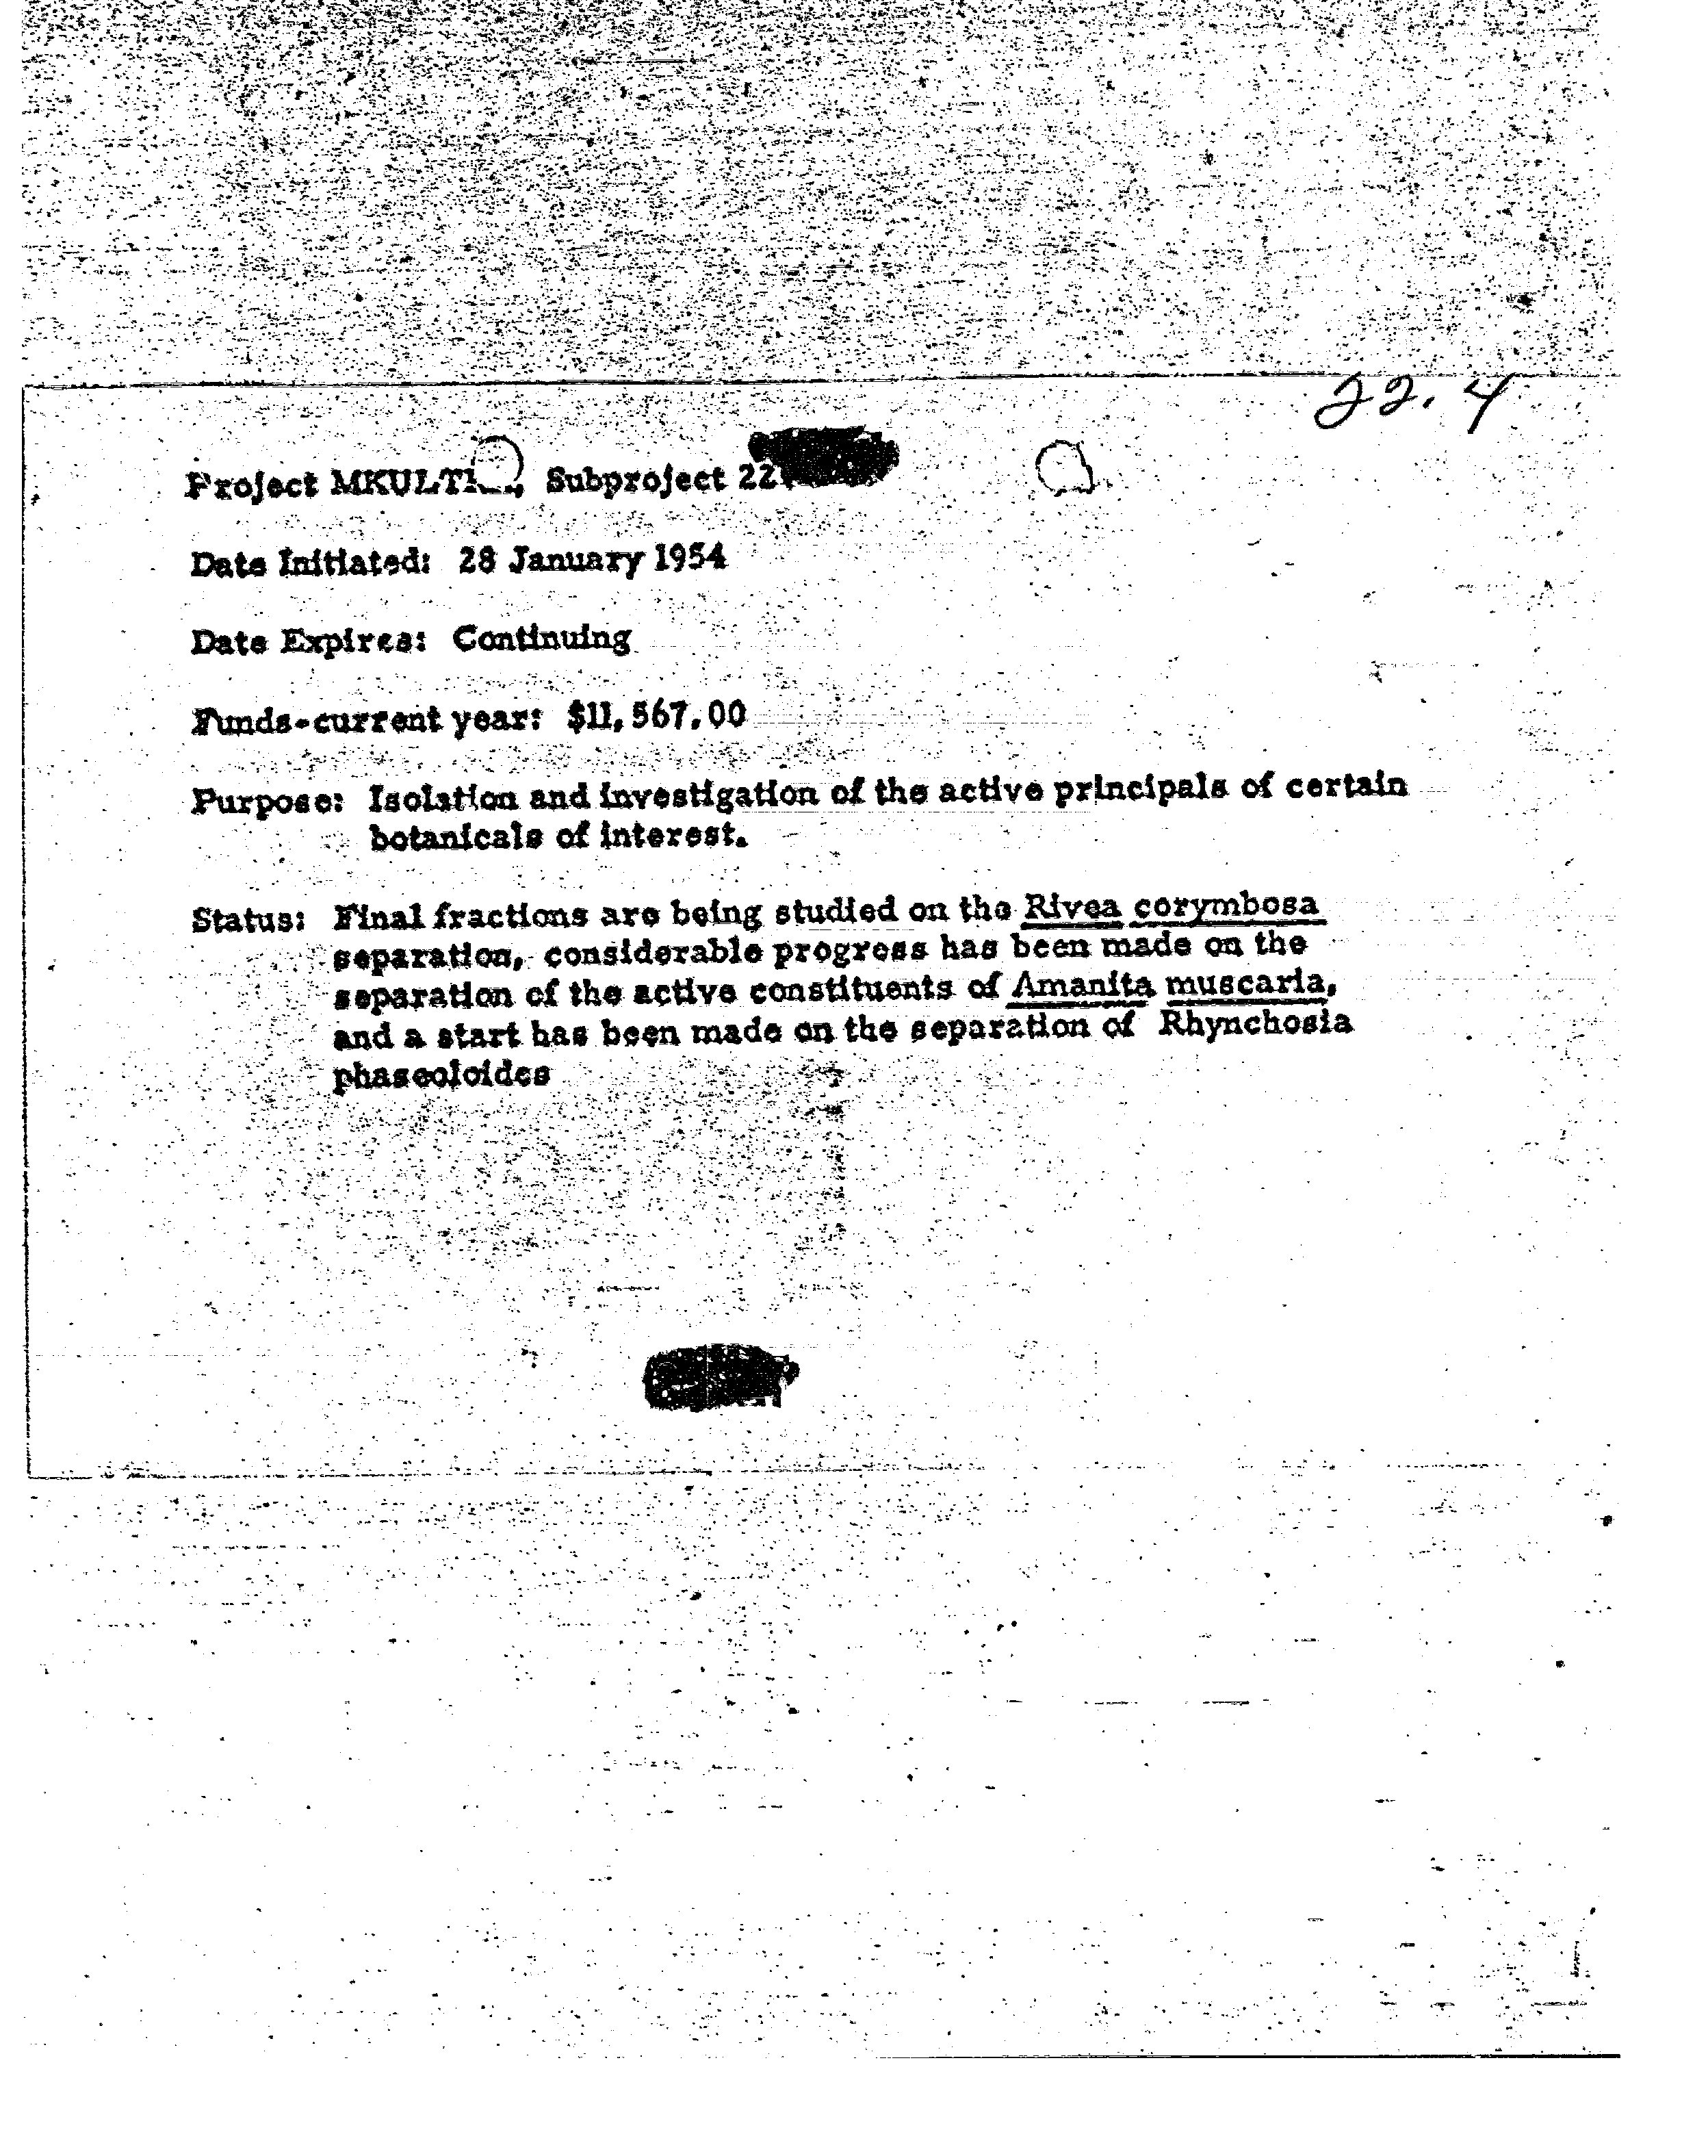 22.4
Project MKULT Subproject 22
Date Initiated: 28 January 1954
Date Expires: Continuing
Funds-current year: $11,567.00
Purpose: Isolation and investigation of the active principals of certain
botanicals of interest.
Status: Final fractions are being studied on the Rivea corymbosa
separation, considerable progress has been made on the
separation of the active constituents of Amanita muscaria,
and a start has been made on the separation of Rhynchosia
phaseoloides